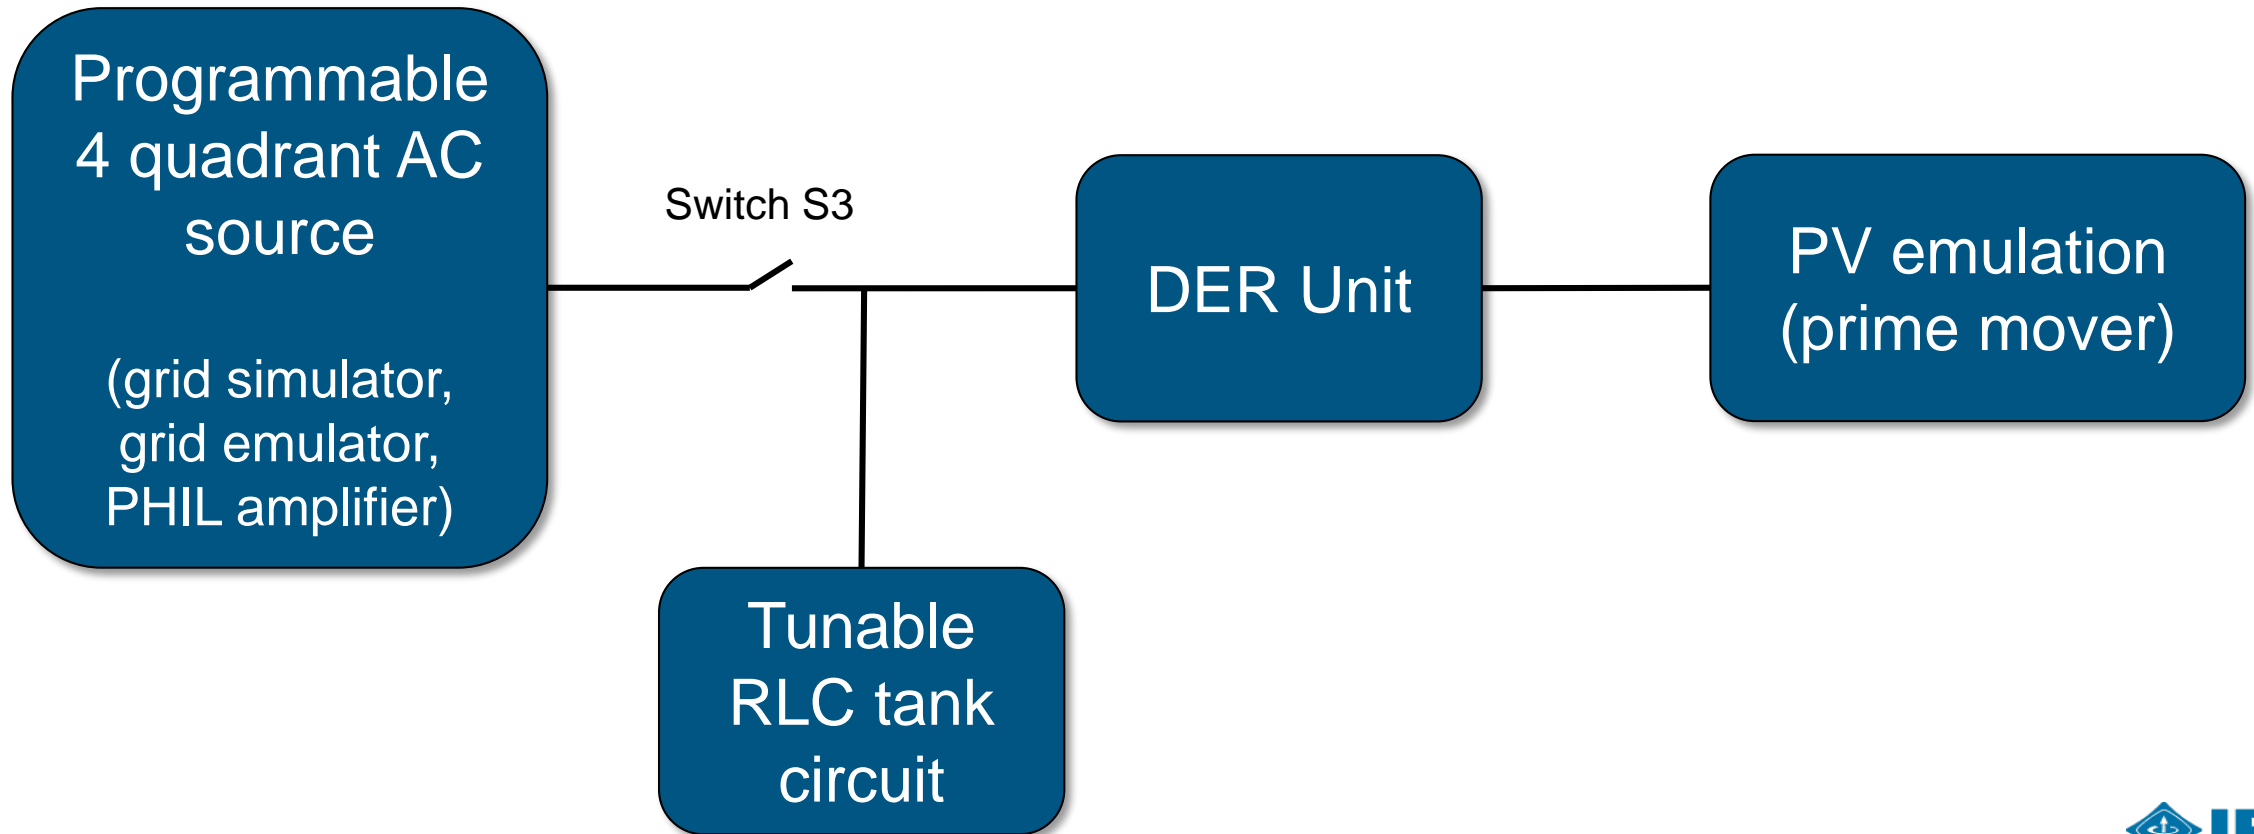 Programmable
4 quadrant AC
source
(grid simulator,
grid emulator,
PHIL amplifier)
Switch S3
DER Unit
PV emulation
(prime mover)
Tunable
RLC tank
circuit